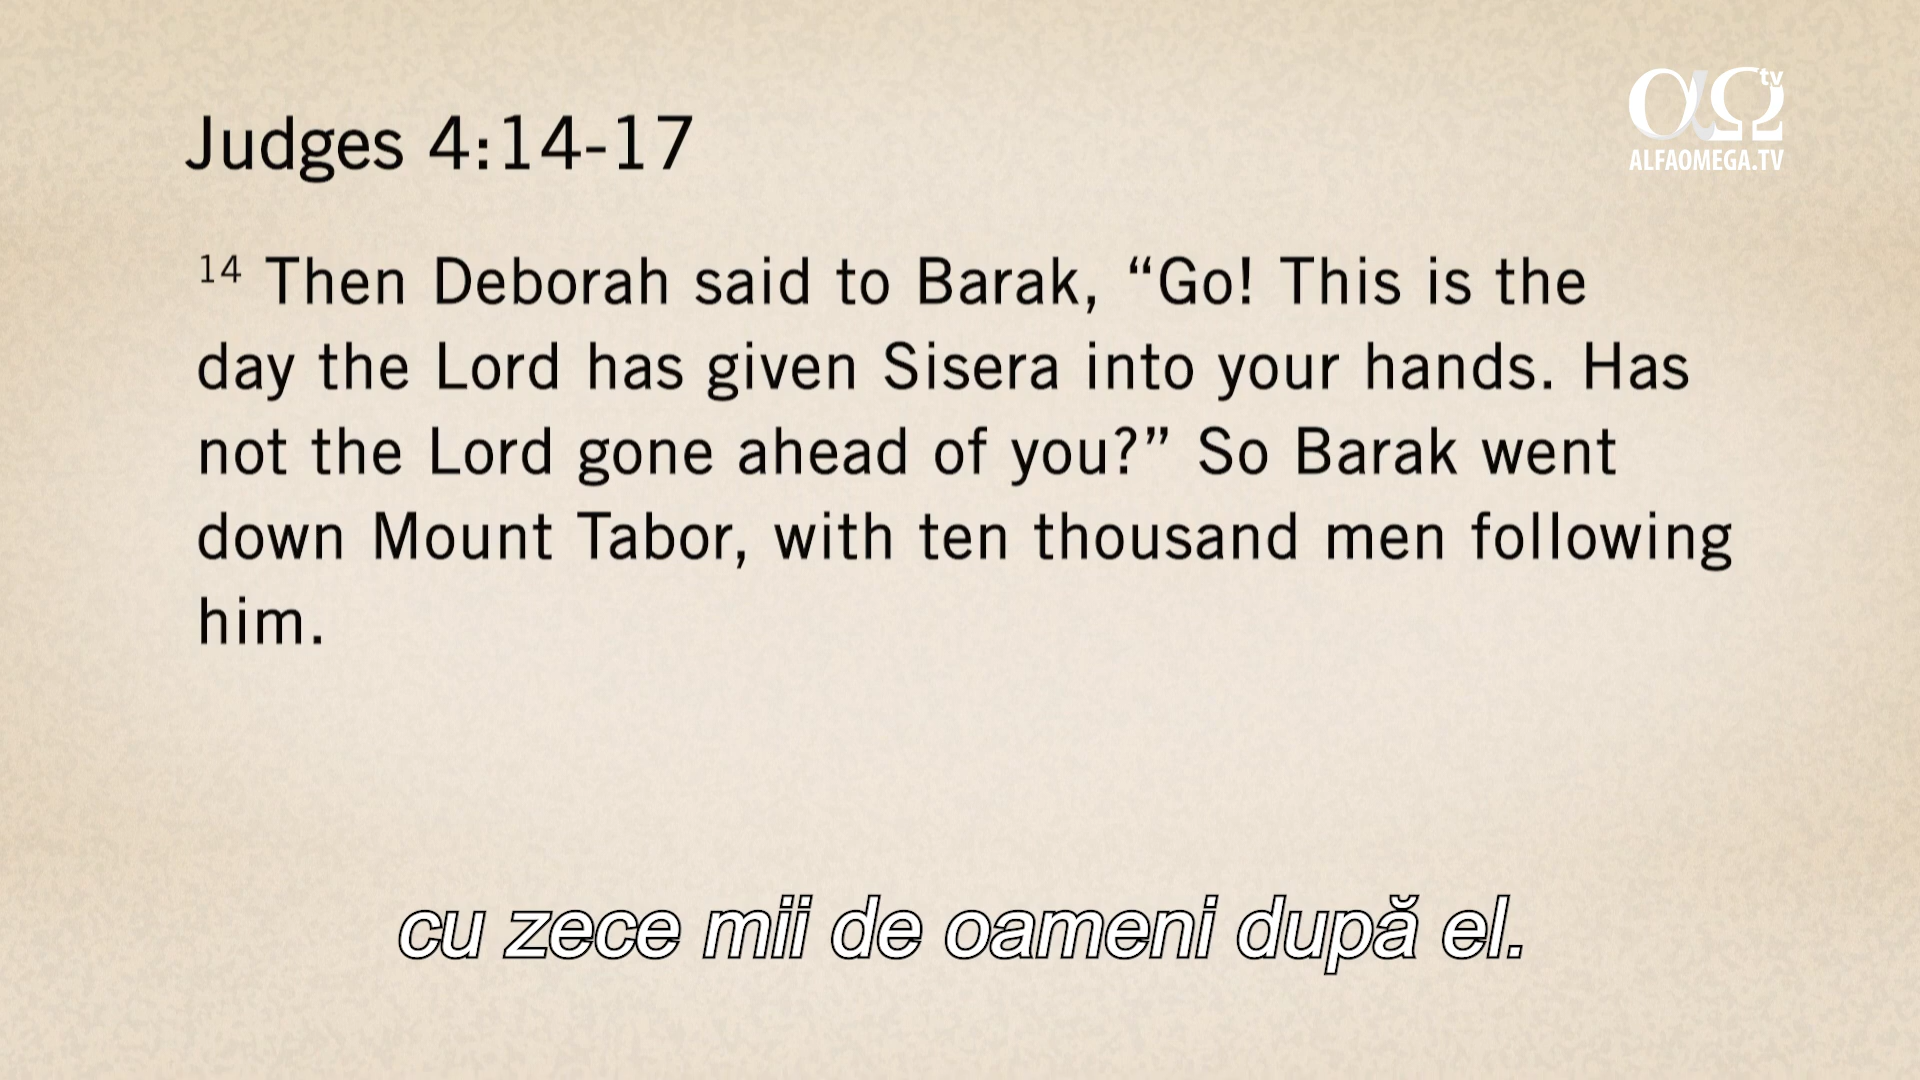 Judges 4:14-17
αΩ tv
ALFAOMEGA.TV
14 Then Deborah said to Barak, “Go! This is the
day the Lord has given Sisera into your hands. Has
not the Lord gone ahead of you?” So Barak went
down Mount Tabor, with ten thousand men following
him.
cu zece mii de oameni după el.